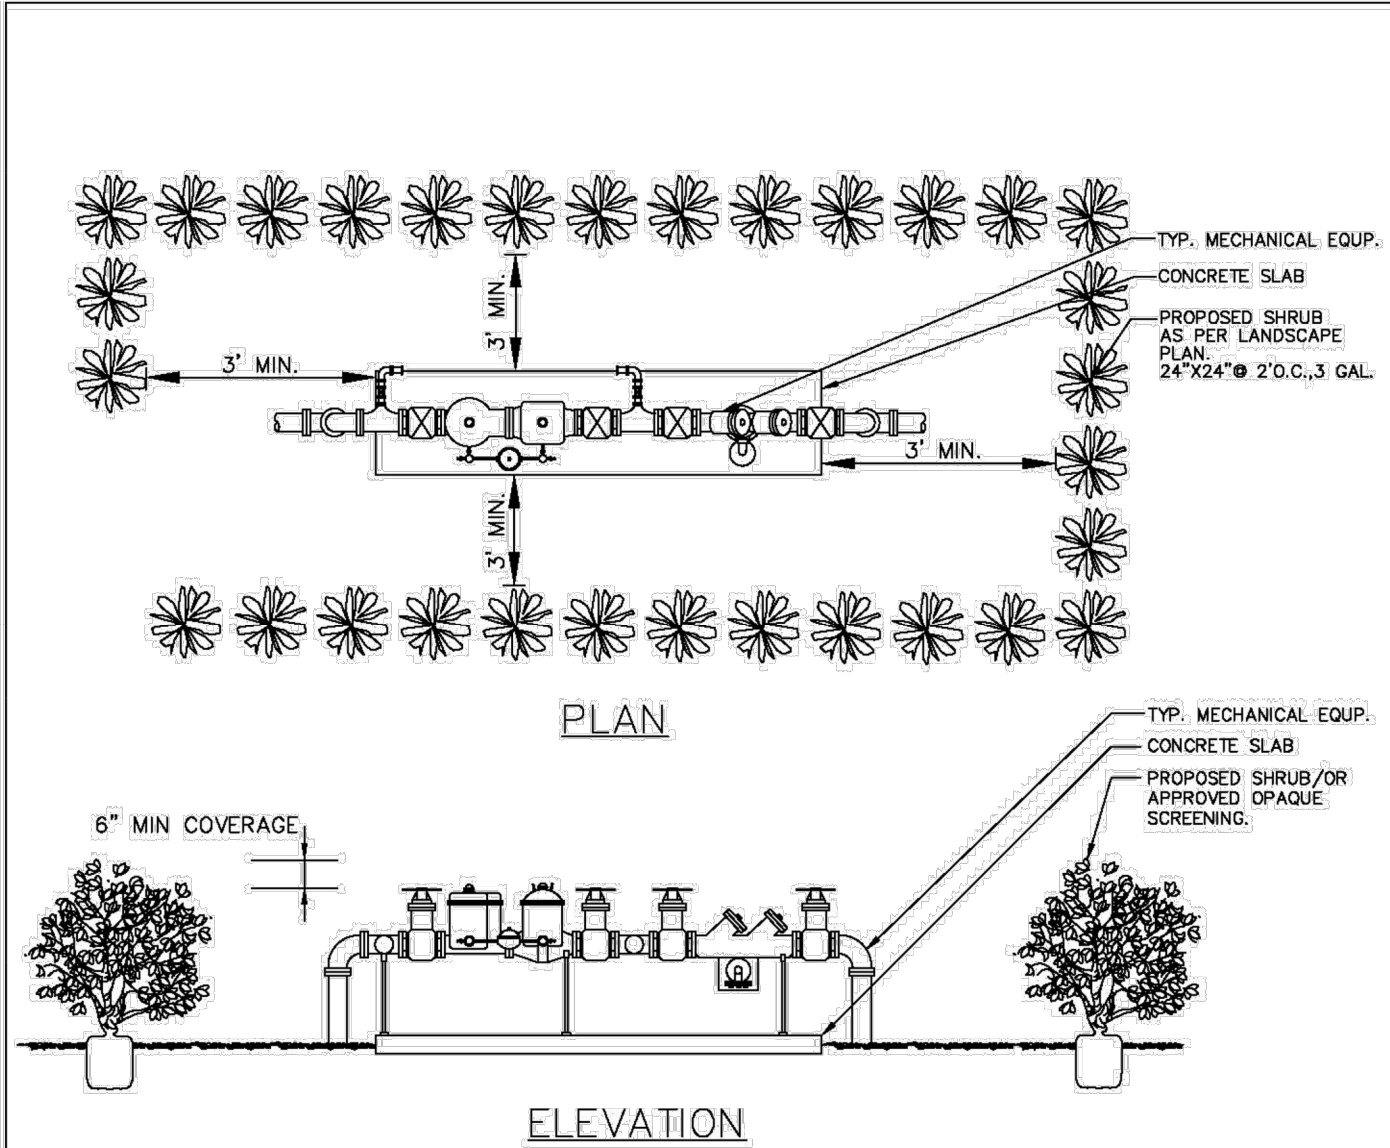 TYP. MECHANICAL EQUP.
CONCRETE SLAB
PROPOSED SHRUB
AS PER LANDSCAPE
PLAN.
24"X24"@ 2'O.C.,3 GAL.
3' MIN.
3' MIN.
3' MIN.
3' MIN.
PLAN
TYP. MECHANICAL EQUP.
CONCRETE SLAB
PROPOSED SHRUB/OR
APPROVED OPAQUE
SCREENING.
6" MIN COVERAGE
ELEVATION